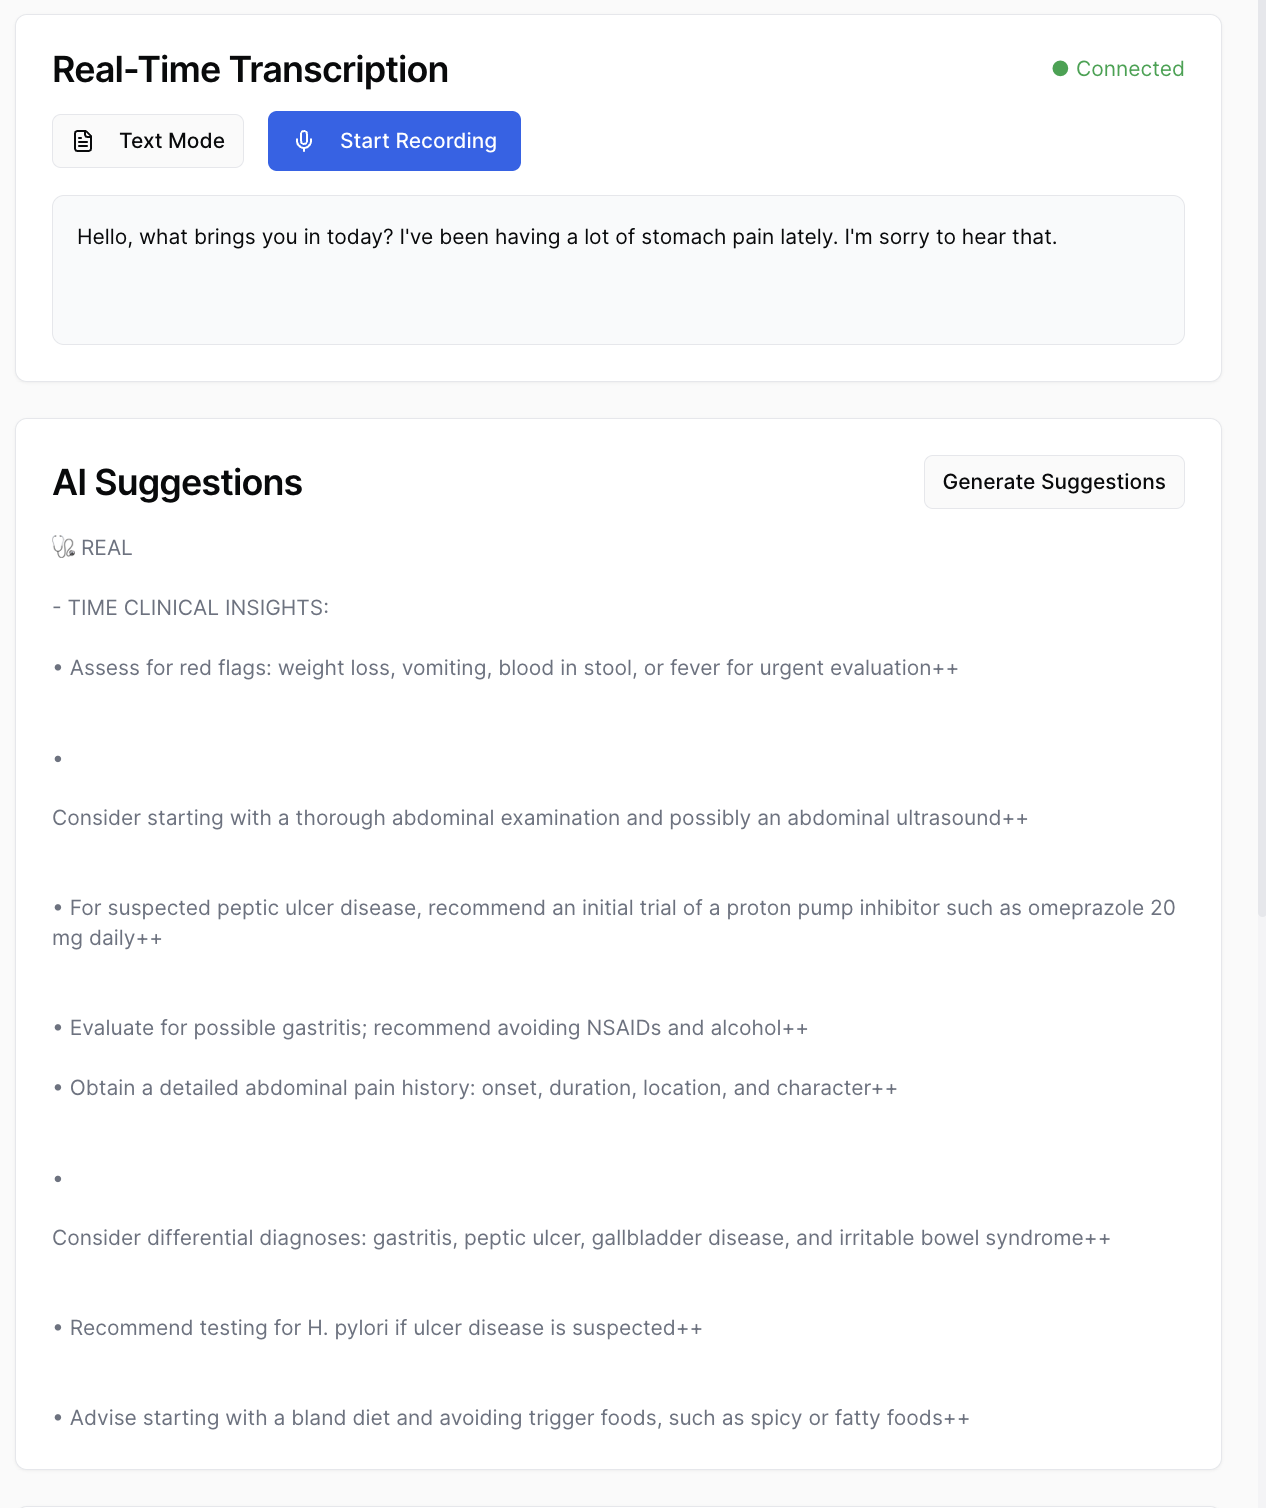 Real-Time Transcription
Connected
Text Mode
Start Recording
Hello, what brings you in today? I've been having a lot of stomach pain lately. I'm sorry to hear that.
AI Suggestions
Generate Suggestions
🩺 REAL
- TIME CLINICAL INSIGHTS:
• Assess for red flags: weight loss, vomiting, blood in stool, or fever for urgent evaluation++
•
Consider starting with a thorough abdominal examination and possibly an abdominal ultrasound++
• For suspected peptic ulcer disease, recommend an initial trial of a proton pump inhibitor such as omeprazole 20
mg daily++
• Evaluate for possible gastritis; recommend avoiding NSAIDs and alcohol++
• Obtain a detailed abdominal pain history: onset, duration, location, and character++
•
Consider differential diagnoses: gastritis, peptic ulcer, gallbladder disease, and irritable bowel syndrome++
• Recommend testing for H. pylori if ulcer disease is suspected++
• Advise starting with a bland diet and avoiding trigger foods, such as spicy or fatty foods++